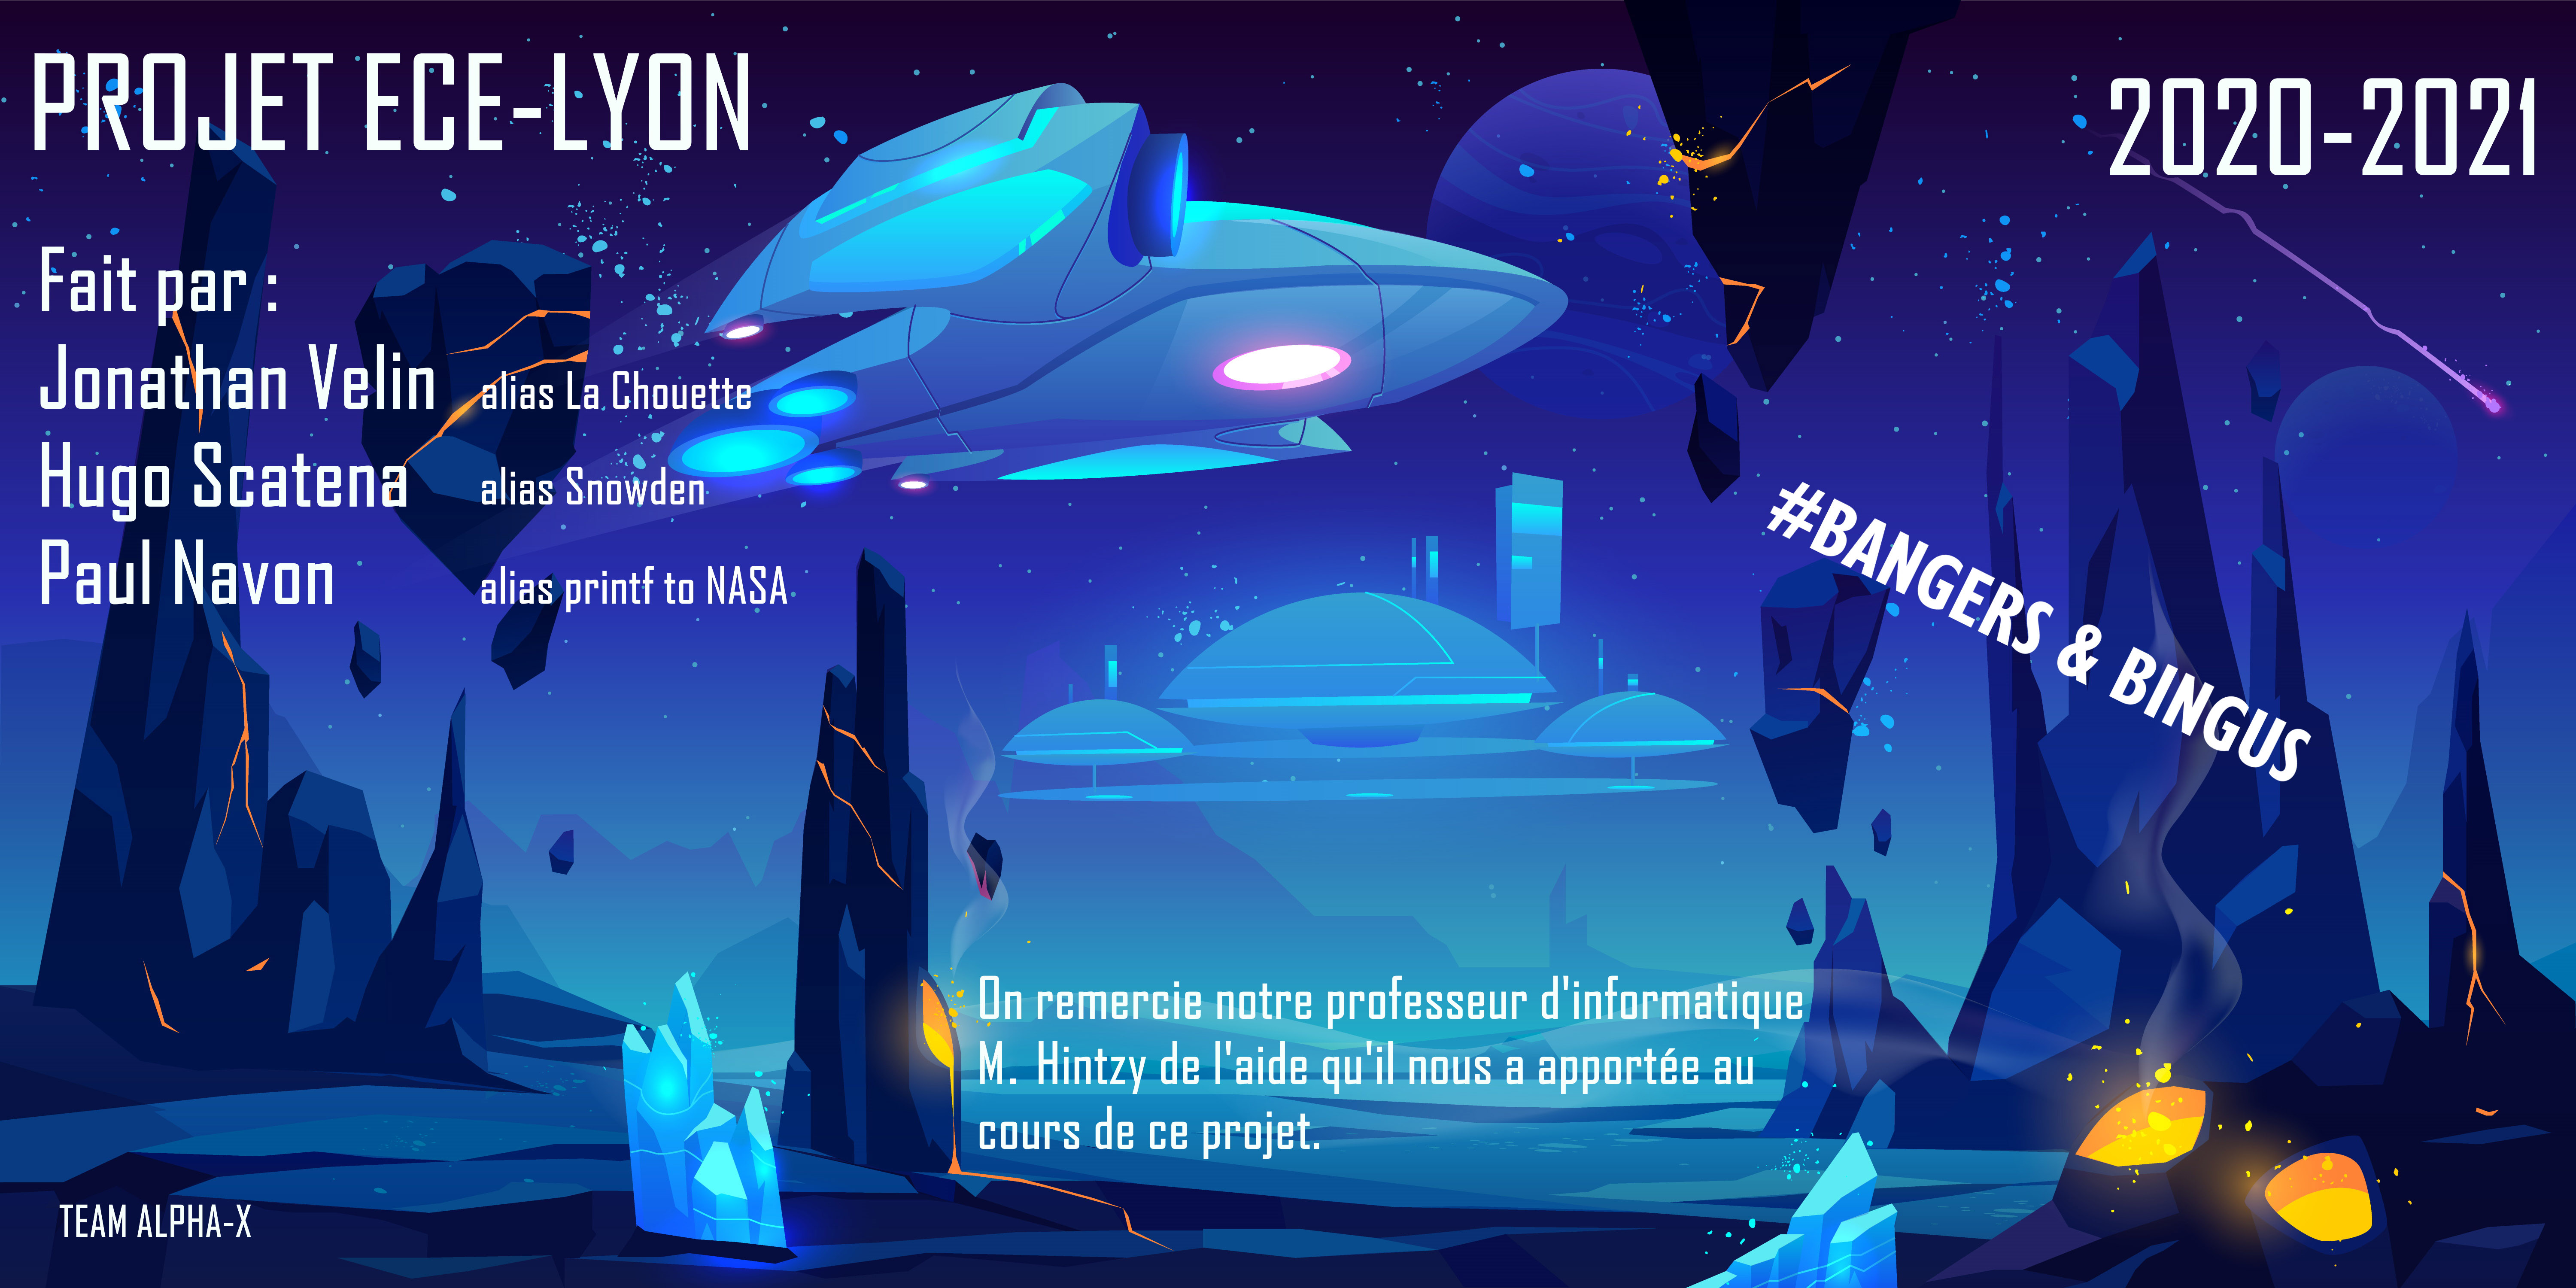 PROJET ECE-LYON
2020-2021
Fait par :
Jonathan Velin alias La Chouette
Hugo Scatena alias Snowden
Paul Navon alias printf to NASA
#BANGERS & BINGUS
On remercie notre professeur d'informatique
M. Hintzy de l'aide qu'il nous a apportée au
cours de ce projet.
TEAM ALPHA-X